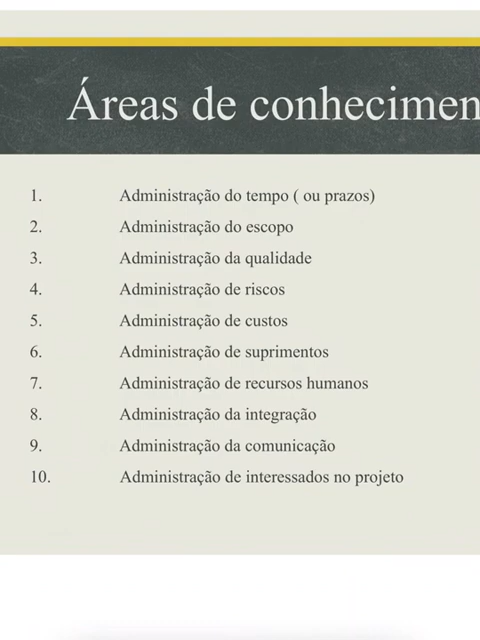 Áreas de conhecimen
1. Administração do tempo ( ou prazos)
2. Administração do escopo
3. Administração da qualidade
4. Administração de riscos
5. Administração de custos
6. Administração de suprimentos
7. Administração de recursos humanos
8. Administração da integração
9. Administração da comunicação
10. Administração de interessados no projeto